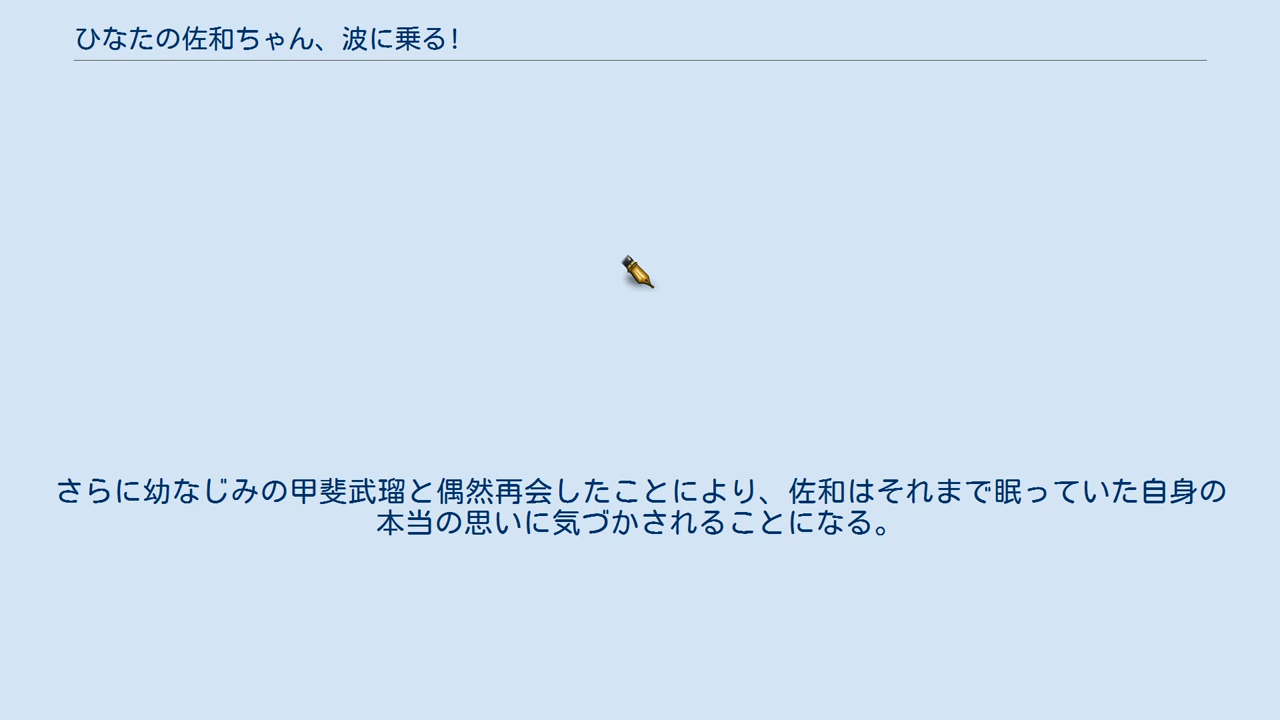 ひなたの佐和ちゃん、波に乗る!
さらに幼なじみの甲斐武瑠と偶然再会したことにより、佐和はそれまで眠っていた自身の
本当の思いに気づかされることになる。